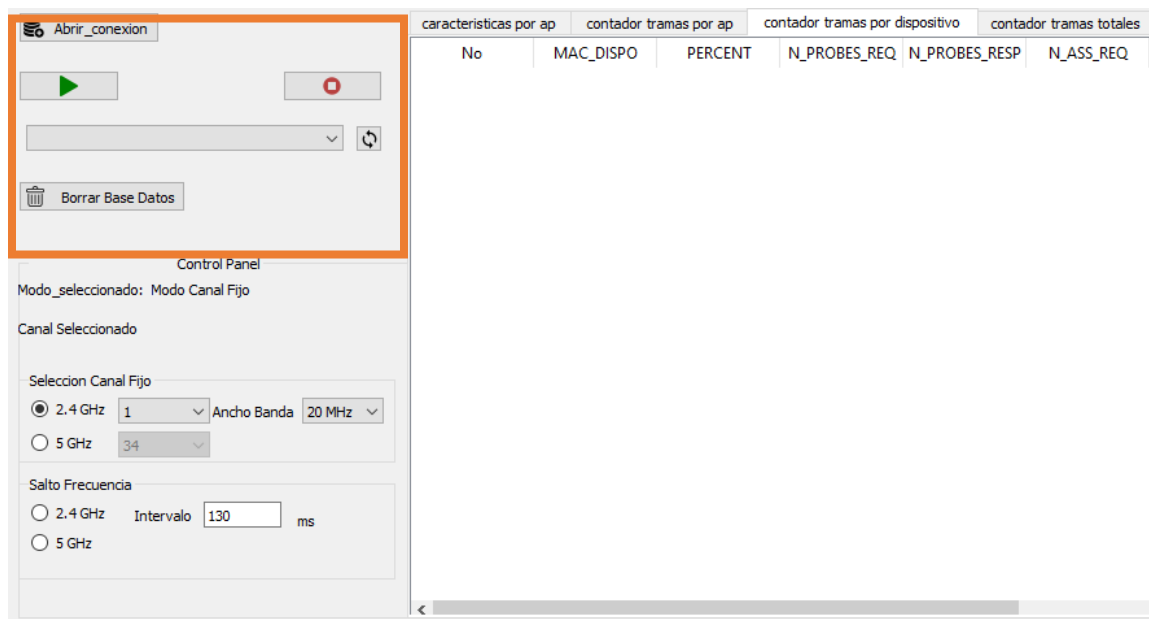 Abrir_conexion
Borrar Base Datos
Control Panel
Modo_seleccionado: Modo Canal Fijo
Canal Seleccionado
Seleccion Canal Fijo
2.4 GHz 1 Ancho Banda 20 MHz
5 GHz 34
Salto Frecuencia
2.4 GHz Intervalo 130 ms
5 GHz
caracteristicas por ap contador tramas por ap contador tramas por dispositivo contador tramas totales
No MAC_DISPO PERCENT N_PROBES_REQ N_PROBES_RESP N_ASS_REQ